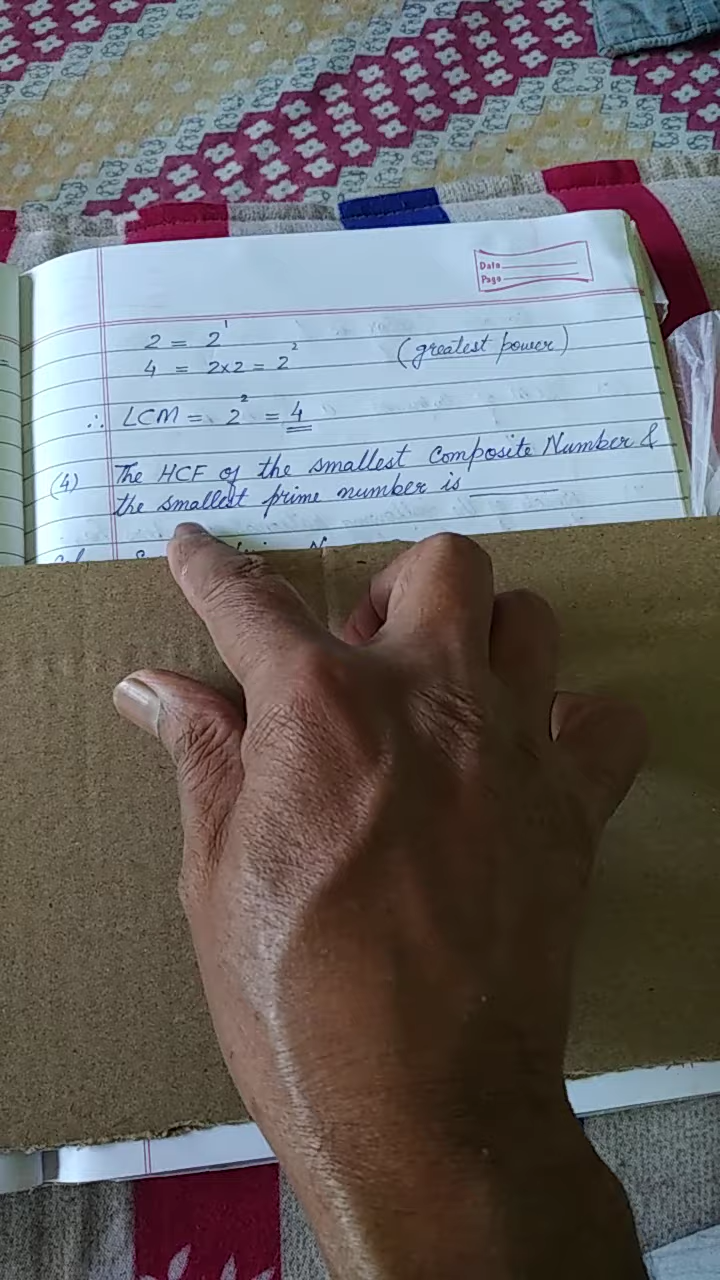 Date
Page
2 = 2¹
4 = 2×2 = 2² (greatest power)
∴ LCM = 2² = 4
(4) The HCF of the smallest Composite Number &
the smallest prime number is ______